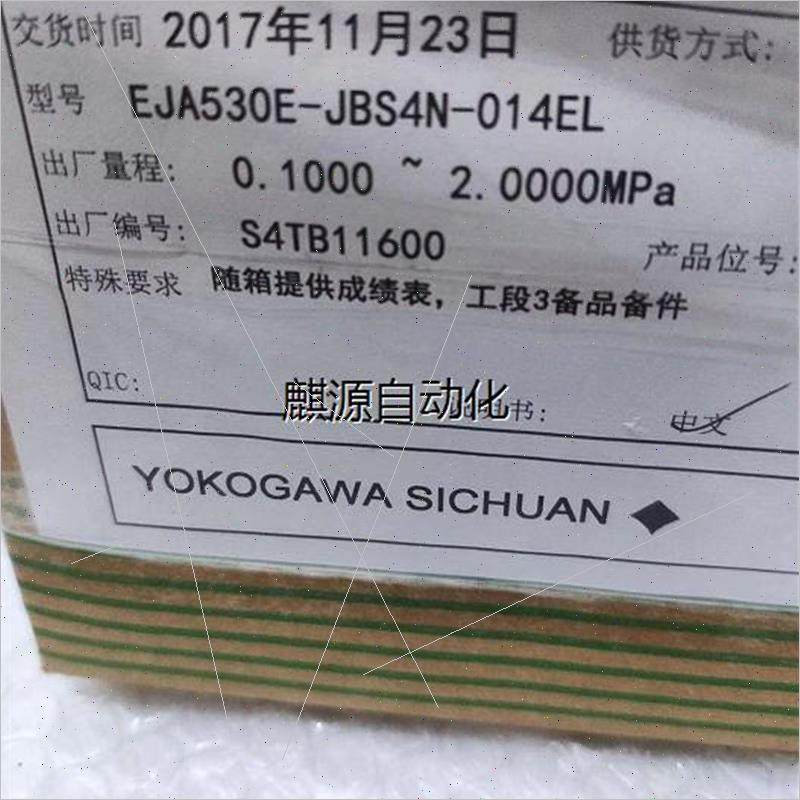 交货时间 2017年11月23日 供货方式:
型号 EJA530E-JBS4N-014EL
出厂量程: 0.1000 ~ 2.0000MPa
出厂编号: S4TB11600 产品位号:
特殊要求 随箱提供成绩表，工段3备品备件
QIC: 书: 中文
麒源自动化
YOKOGAWA SICHUAN